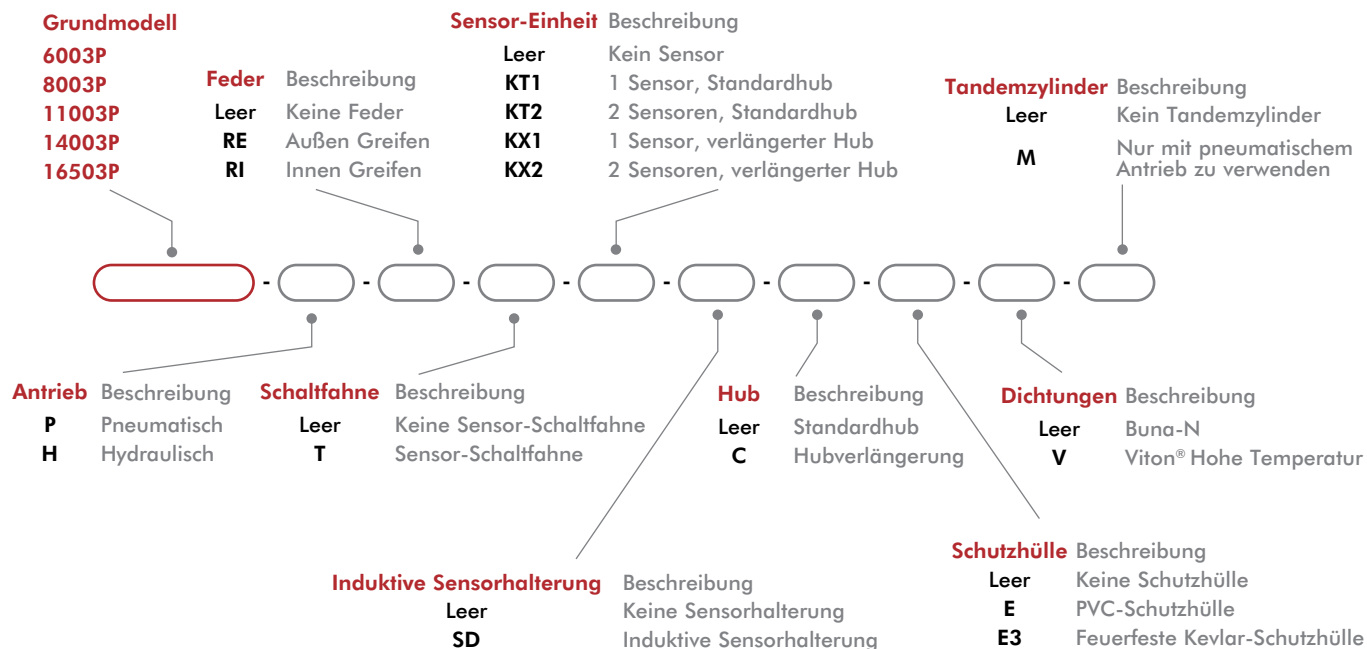 Grundmodell
6003P
8003P
11003P
14003P
16503P
Feder Beschreibung
Leer Keine Feder
RE Außen Greifen
RI Innen Greifen
Sensor-Einheit Beschreibung
Leer Kein Sensor
KT1 1 Sensor, Standardhub
KT2 2 Sensoren, Standardhub
KX1 1 Sensor, verlängerter Hub
KX2 2 Sensoren, verlängerter Hub
Tandemzylinder Beschreibung
Leer Kein Tandemzylinder
M Nur mit pneumatischem
Antrieb zu verwenden
- - - - - - - - -
Antrieb Beschreibung
P Pneumatisch
H Hydraulisch
Schaltfahne Beschreibung
Leer Keine Sensor-Schaltfahne
T Sensor-Schaltfahne
Hub Beschreibung
Leer Standardhub
C Hubverlängerung
Dichtungen Beschreibung
Leer Buna-N
V Viton® Hohe Temperatur
Induktive Sensorhalterung Beschreibung
Leer Keine Sensorhalterung
SD Induktive Sensorhalterung
Schutzhülle Beschreibung
Leer Keine Schutzhülle
E PVC-Schutzhülle
E3 Feuerfeste Kevlar-Schutzhülle